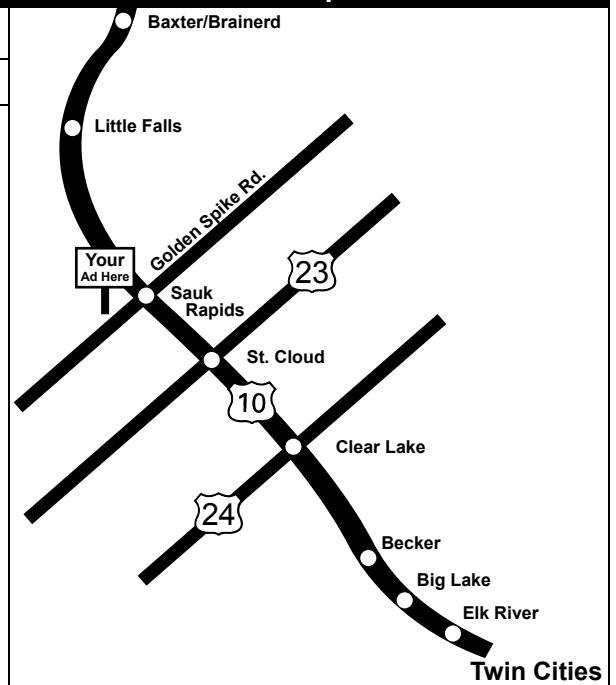 Baxter/Brainerd
Little Falls
Golden Spike Rd.
Your
Ad Here
23
Sauk
Rapids
St. Cloud
10
Clear Lake
24
Becker
Big Lake
Elk River
Twin Cities